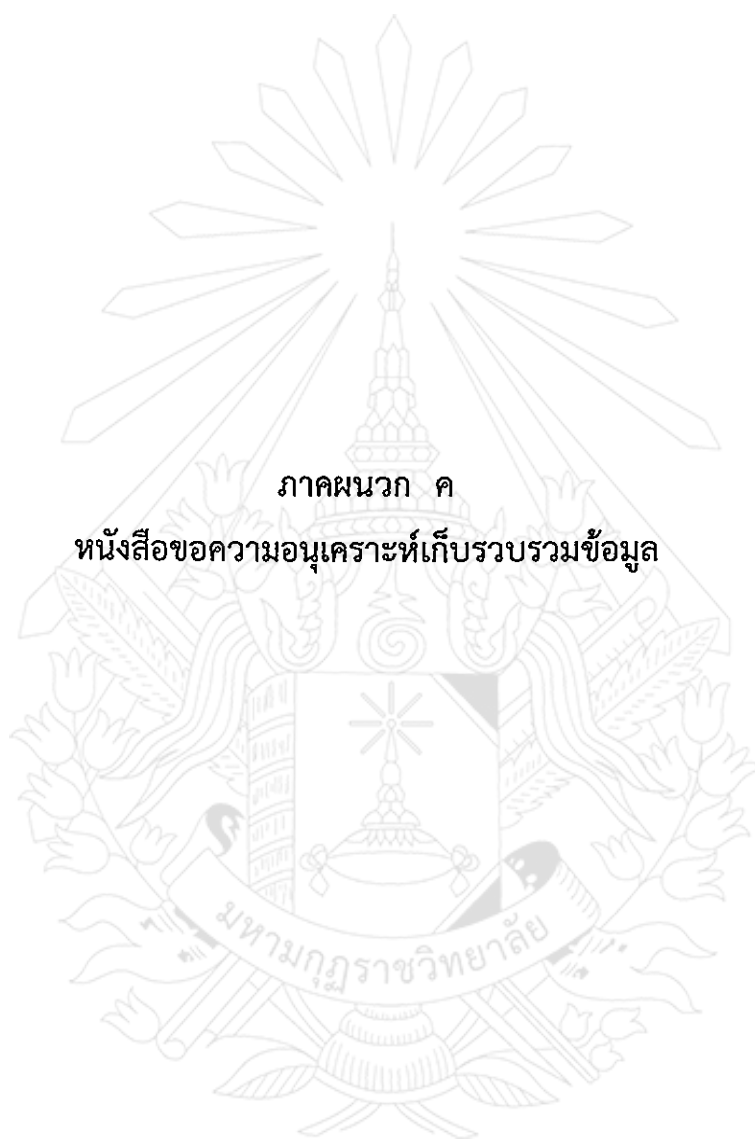 ภาคผนวก ค
หนังสือขอความอนุเคราะห์เก็บรวบรวมข้อมูล
มหามกุฏราชวิทยาลัย